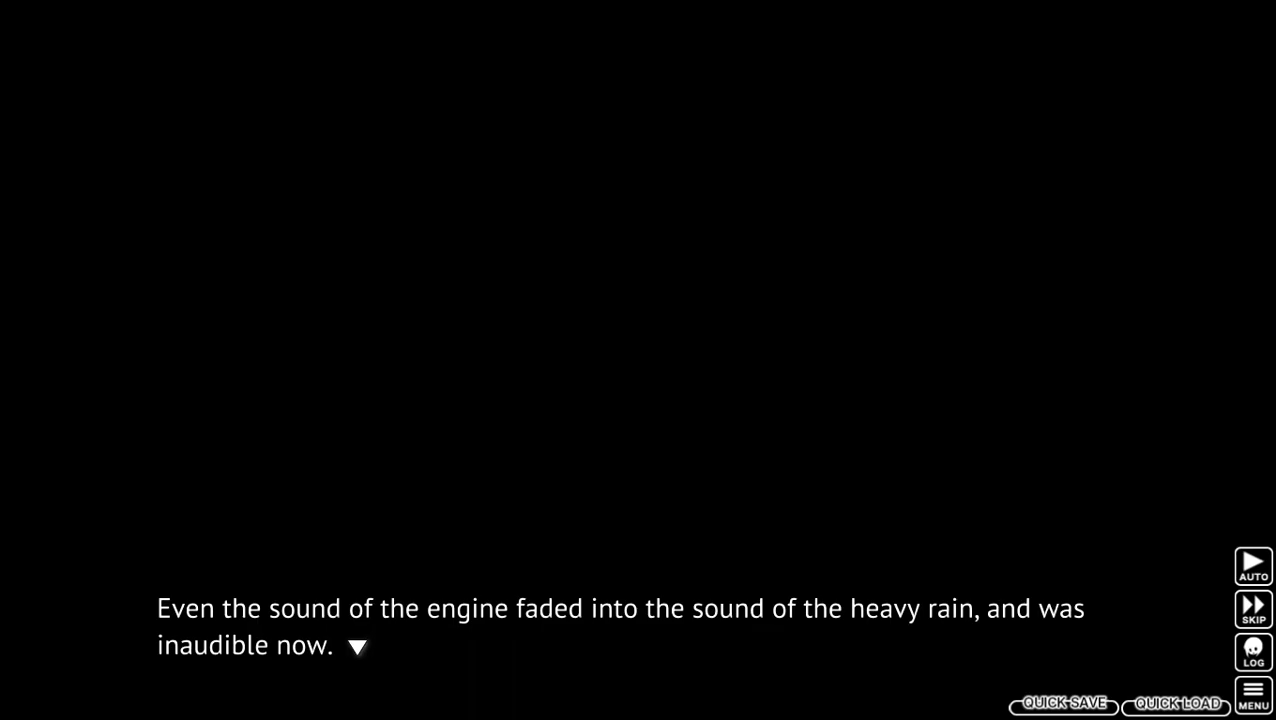 Even the sound of the engine faded into the sound of the heavy rain, and was
inaudible now.
AUTO
SKIP
LOG
MENU
QUICK SAVE
QUICK LOAD